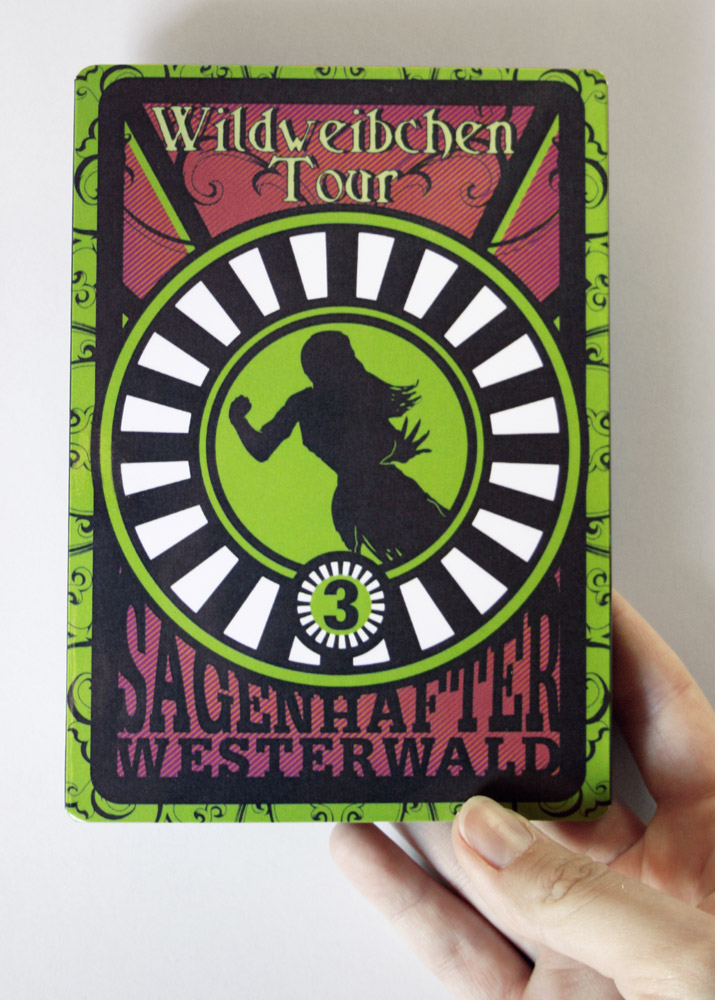 Wildweibchen
Tour
3
SAGENHAFTER
WESTERWALD